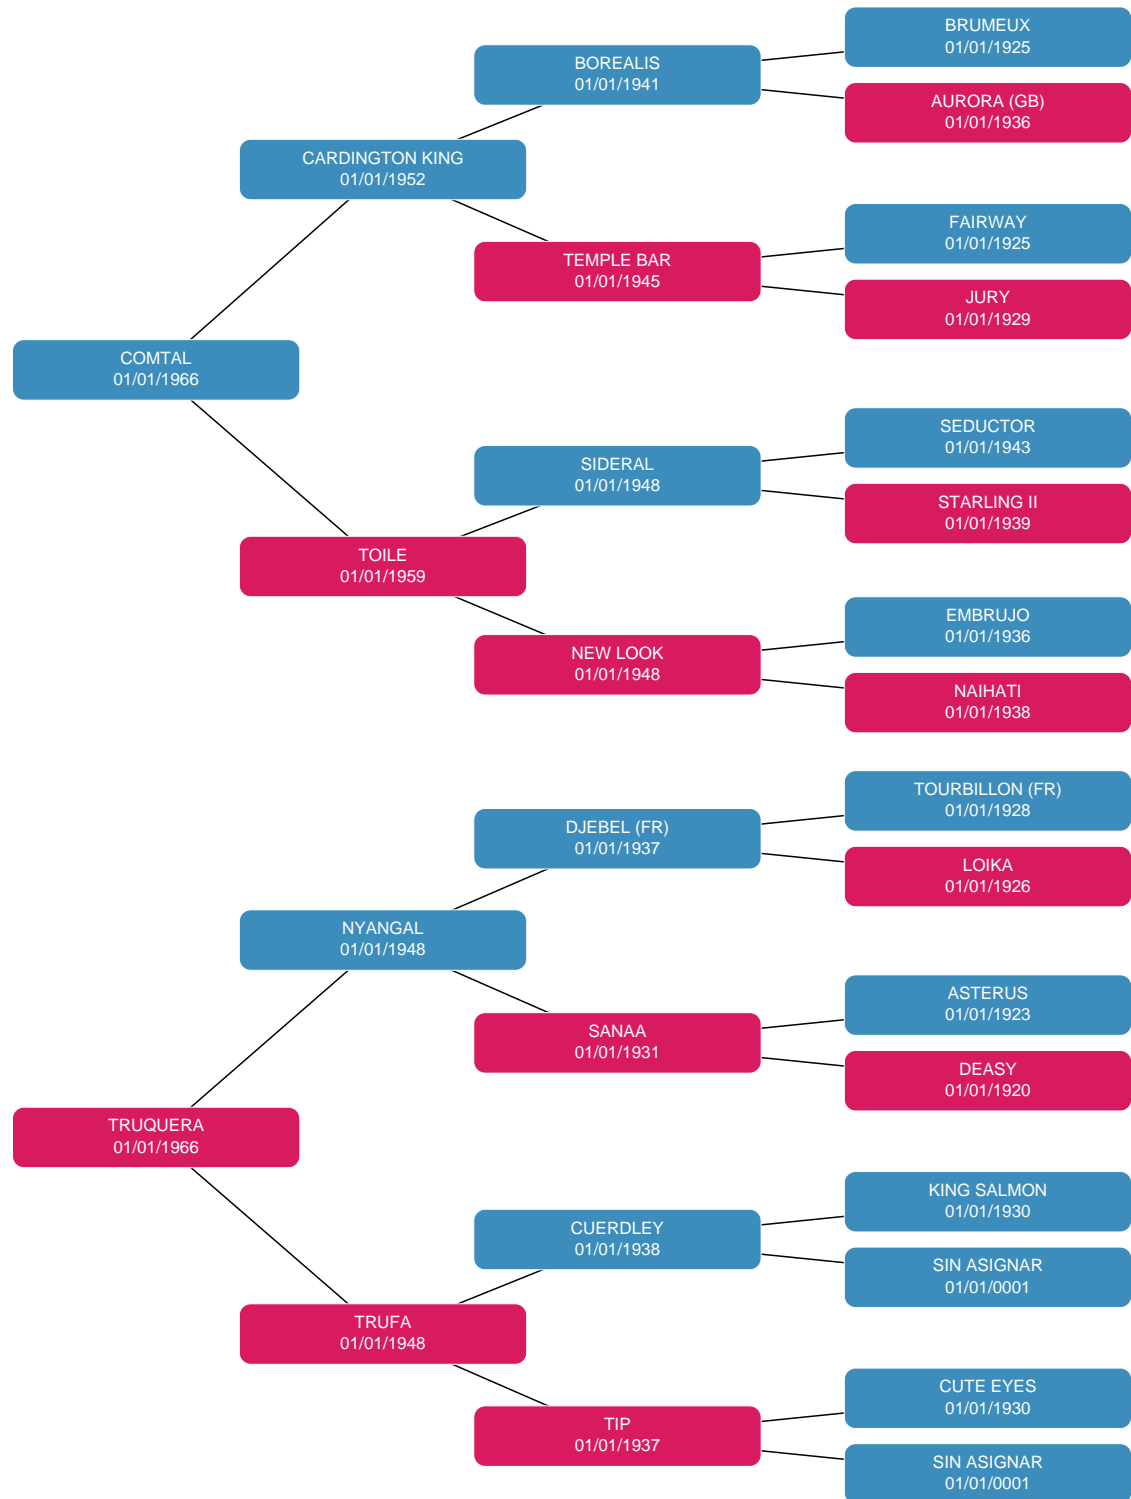 BRUMEUX
01/01/1925
BOREALIS
01/01/1941
AURORA (GB)
01/01/1936
CARDINGTON KING
01/01/1952
FAIRWAY
01/01/1925
TEMPLE BAR
01/01/1945
JURY
01/01/1929
COMTAL
01/01/1966
SEDUCTOR
01/01/1943
SIDERAL
01/01/1948
STARLING II
01/01/1939
TOILE
01/01/1959
EMBRUJO
01/01/1936
NEW LOOK
01/01/1948
NAIHATI
01/01/1938
TOURBILLON (FR)
01/01/1928
DJEBEL (FR)
01/01/1937
LOIKA
01/01/1926
NYANGAL
01/01/1948
ASTERUS
01/01/1923
SANAA
01/01/1931
DEASY
01/01/1920
TRUQUERA
01/01/1966
KING SALMON
01/01/1930
CUERDLEY
01/01/1938
SIN ASIGNAR
01/01/0001
TRUFA
01/01/1948
CUTE EYES
01/01/1930
TIP
01/01/1937
SIN ASIGNAR
01/01/0001